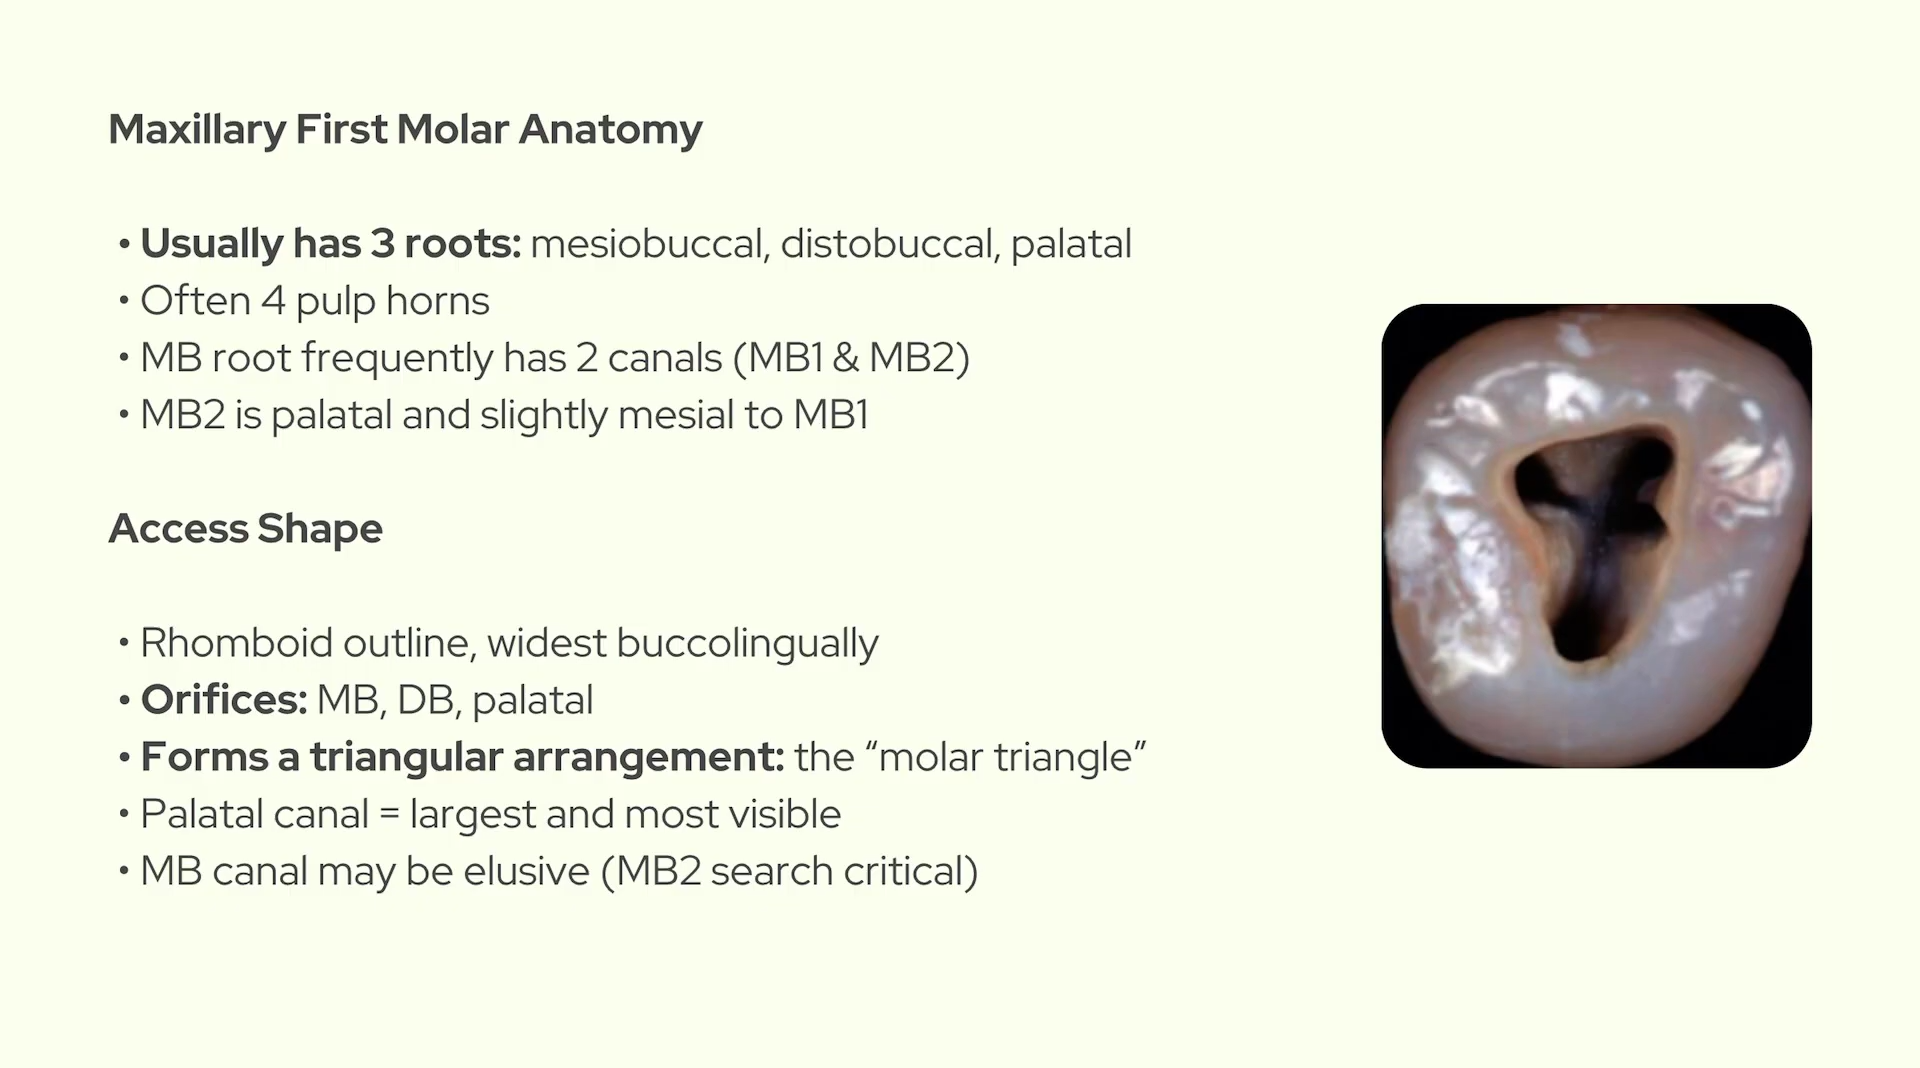 Maxillary First Molar Anatomy
• Usually has 3 roots: mesiobuccal, distobuccal, palatal
• Often 4 pulp horns
• MB root frequently has 2 canals (MB1 & MB2)
• MB2 is palatal and slightly mesial to MB1
Access Shape
• Rhomboid outline, widest buccolingually
• Orifices: MB, DB, palatal
• Forms a triangular arrangement: the “molar triangle”
• Palatal canal = largest and most visible
• MB canal may be elusive (MB2 search critical)